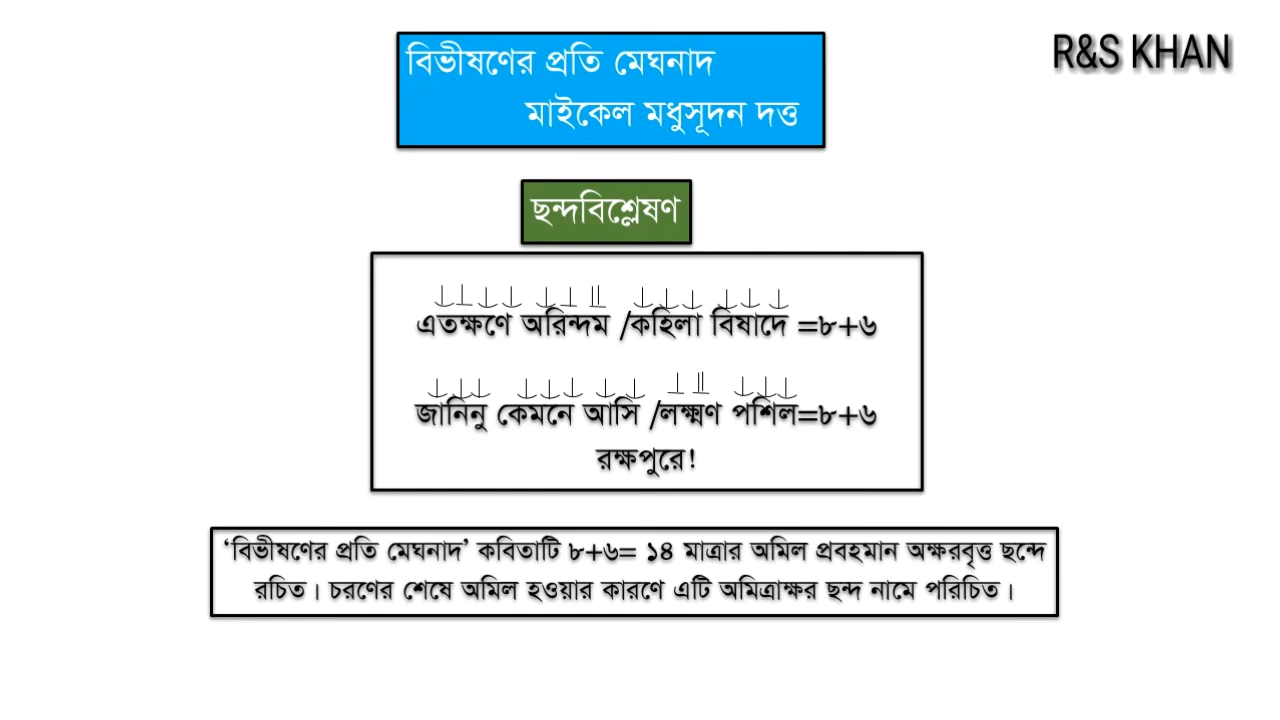 R&S KHAN
বিভীষণের প্রতি মেঘনাদ
মাইকেল মধুসূদন দত্ত
ছন্দবিশ্লেষণ
এতক্ষণে অরিন্দম /কহিলা বিষাদে =৮+৬
জানিনু কেমনে আসি /লক্ষ্মণ পশিল=৮+৬
রক্ষপুরে!
‘বিভীষণের প্রতি মেঘনাদ’ কবিতাটি ৮+৬= ১৪ মাত্রার অমিল প্রবহমান অক্ষরবৃত্ত ছন্দে
রচিত। চরণের শেষে অমিল হওয়ার কারণে এটি অমিত্রাক্ষর ছন্দ নামে পরিচিত।